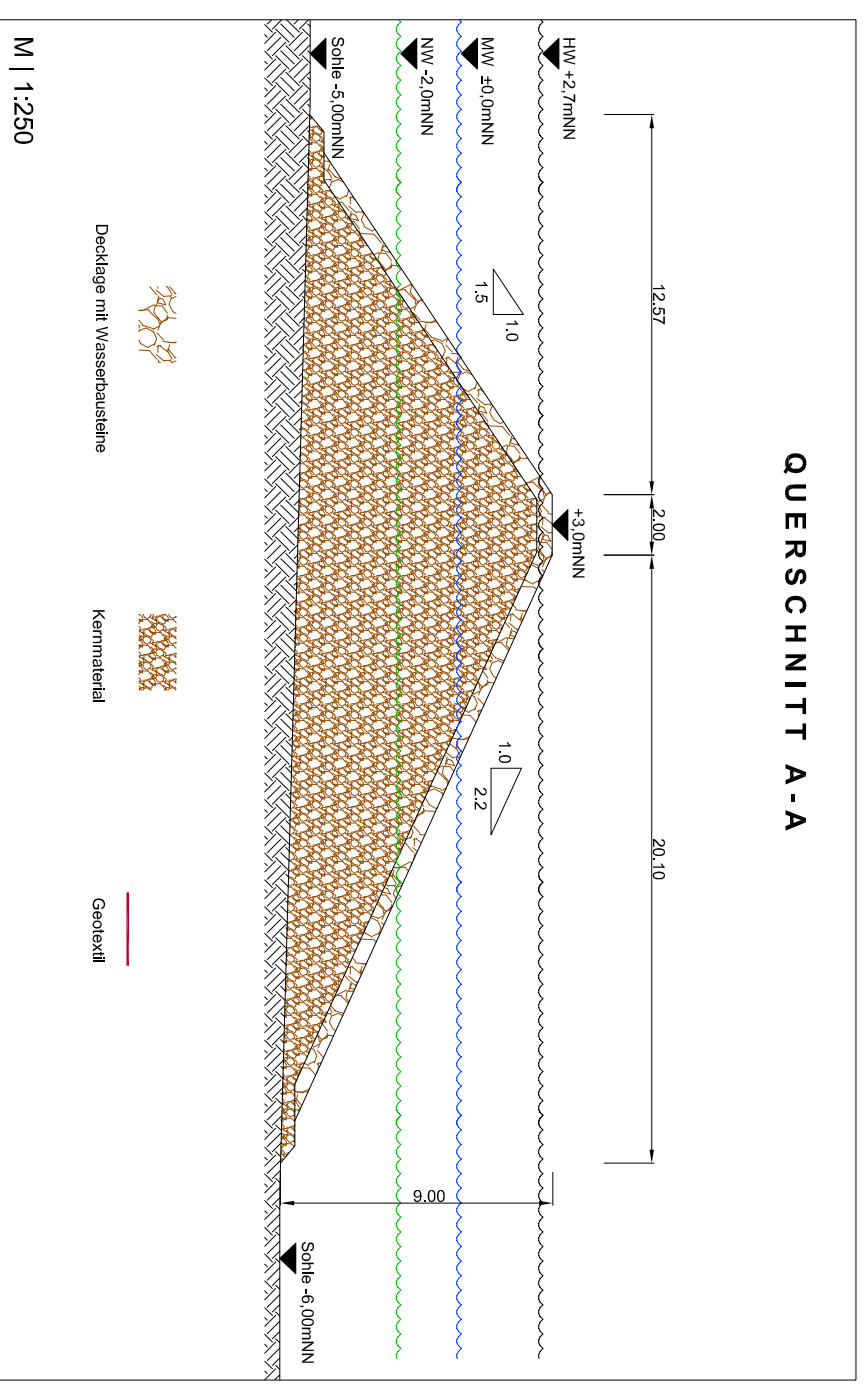 QUERSCHNITT A-A
12.57
2.00
20.10
HW +2,7mNN
+3,0mNN
MW ±0,0mNN
1.0
1.5
1.0
2.2
NW -2,0mNN
9.00
Sohle -5,00mNN
Sohle -6,00mNN
Decklage mit Wasserbausteine
Kernmaterial
Geotextil
M | 1:250